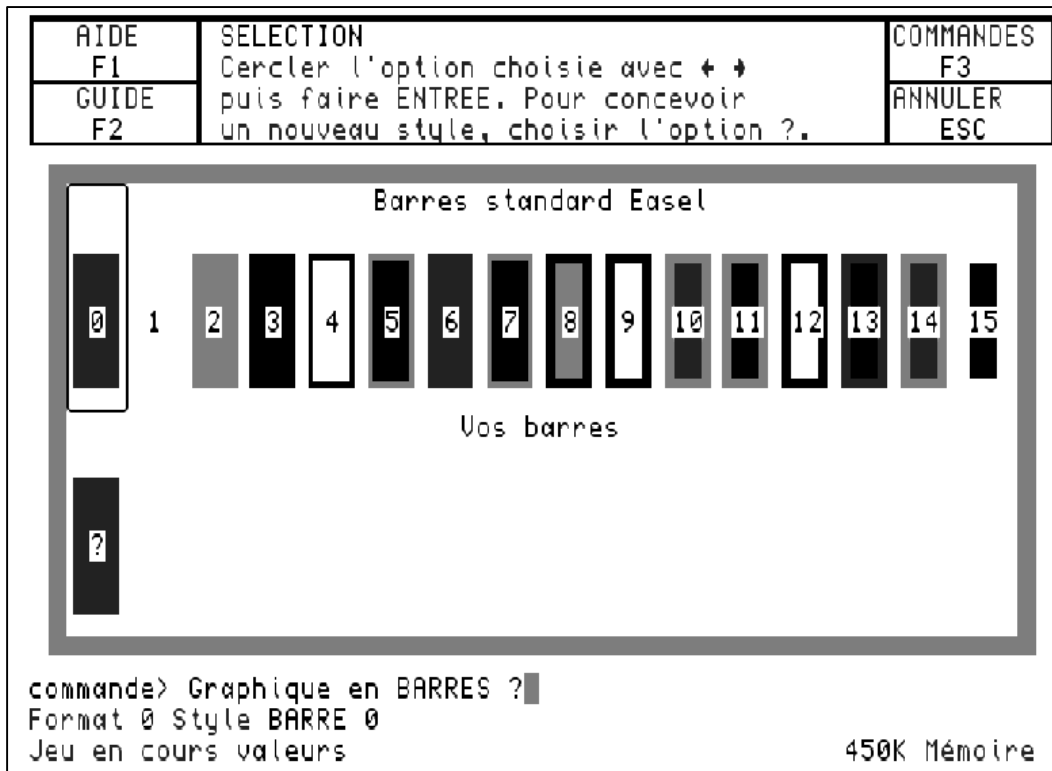 AIDE
F1
GUIDE
F2
SELECTION
Cercler l'option choisie avec ← →
puis faire ENTREE. Pour concevoir
un nouveau style, choisir l'option ?.
COMMANDES
F3
ANNULER
ESC
Barres standard Easel
0 1 2 3 4 5 6 7 8 9 10 11 12 13 14 15
Vos barres
?
commande> Graphique en BARRES ?
Format 0 Style BARRE 0
Jeu en cours valeurs 450K Mémoire